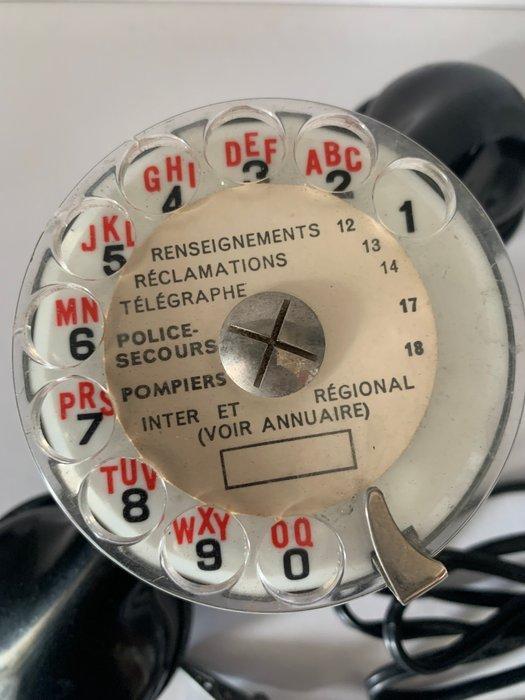 1
ABC 2
DEF 3
GHI 4
JKL 5
MN 6
PRS 7
TUV 8
WXY 9
OQ 0
RENSEIGNEMENTS 12
RÉCLAMATIONS 13
TÉLÉGRAPHE 14
POLICE-
SECOURS 17
POMPIERS 18
INTER ET RÉGIONAL
(VOIR ANNUAIRE)